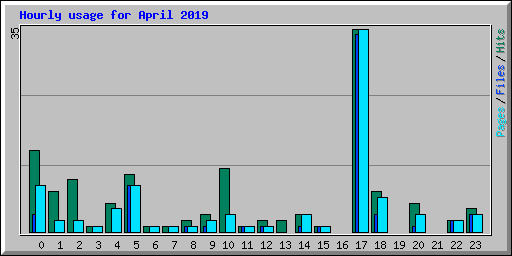 Hourly usage for April 2019
35
Pages/Files/Hits
0 1 2 3 4 5 6 7 8 9 10 11 12 13 14 15 16 17 18 19 20 21 22 23